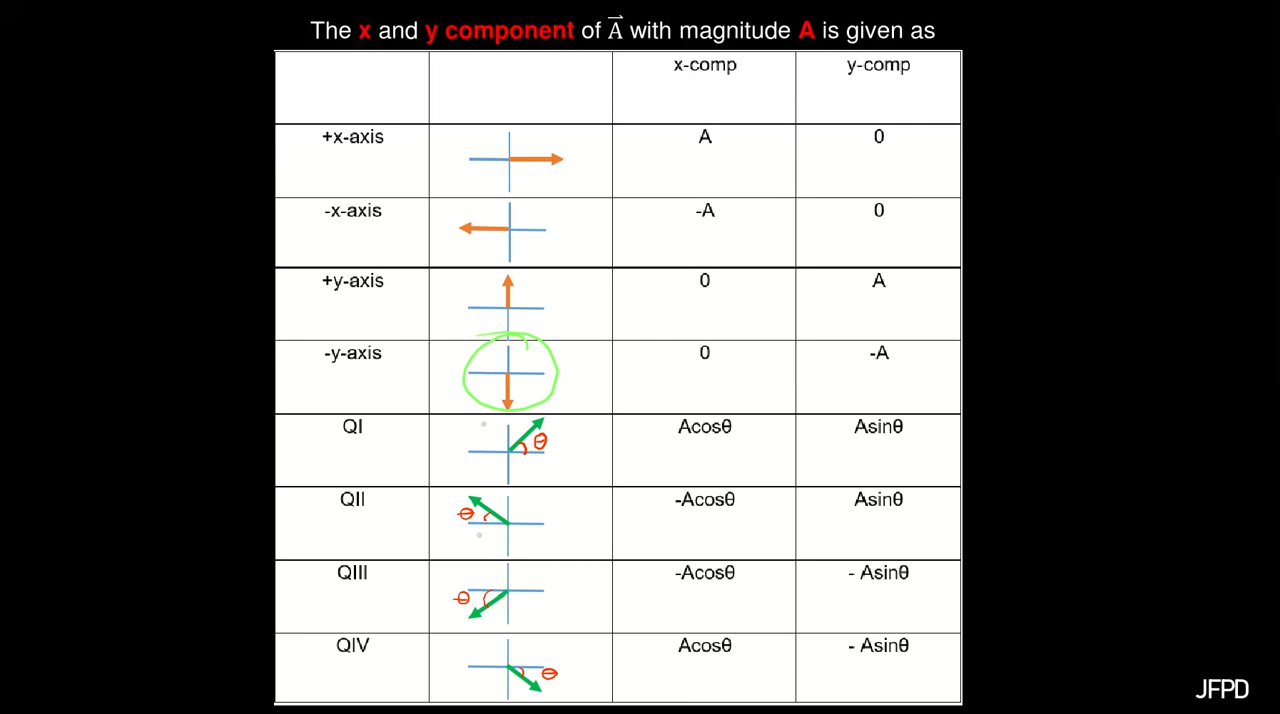 The x and y component of A⃗ with magnitude A is given as
x-comp y-comp
+x-axis A 0
-x-axis -A 0
+y-axis 0 A
-y-axis 0 -A
QI θ Acosθ Asinθ
QII θ -Acosθ Asinθ
QIII θ -Acosθ - Asinθ
QIV θ Acosθ - Asinθ
JFPD